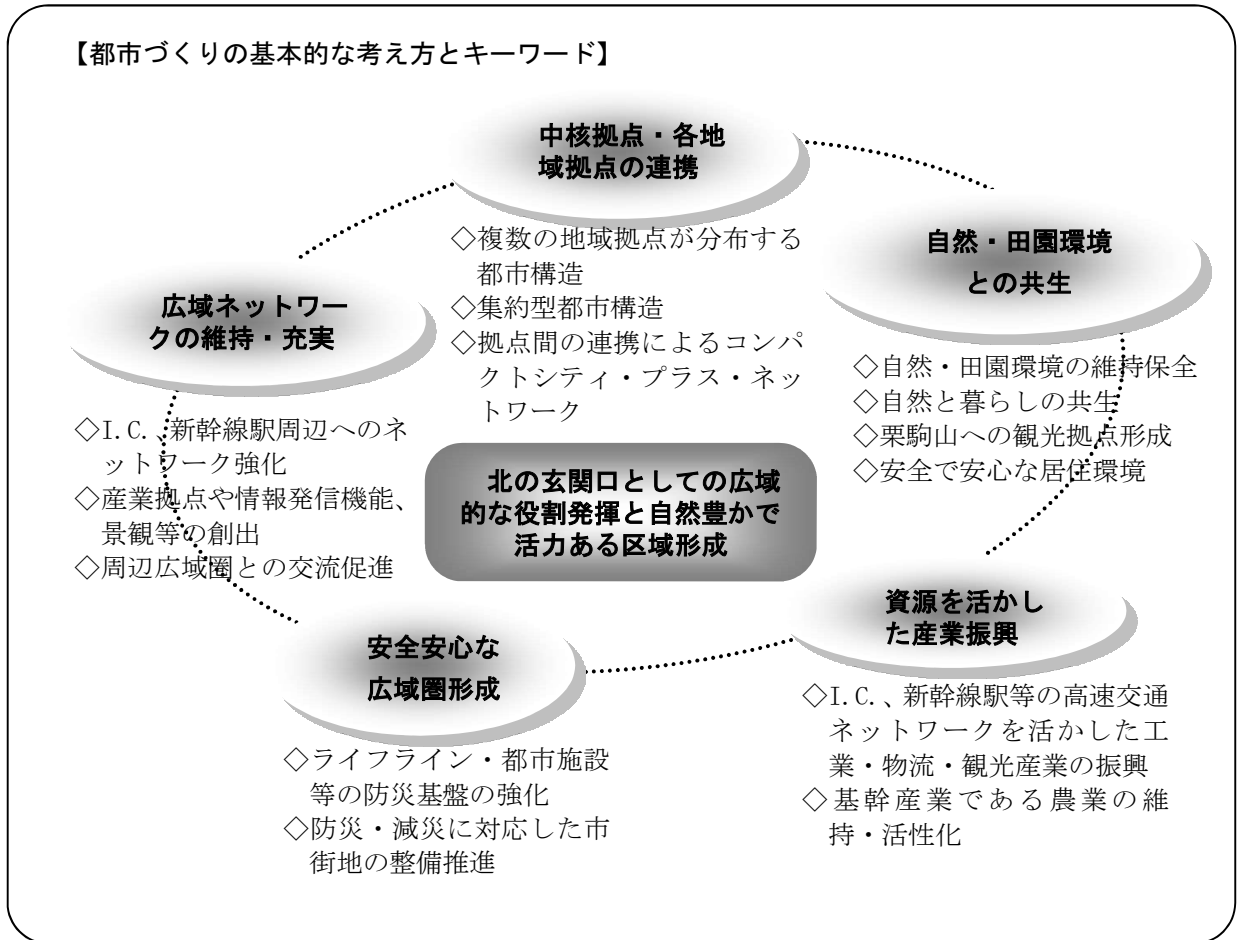 【都市づくりの基本的な考え方とキーワード】
中核拠点・各地
域拠点の連携
◇複数の地域拠点が分布する
都市構造
◇集約型都市構造
◇拠点間の連携によるコンパ
クトシティ・プラス・ネッ
トワーク
自然・田園環境
との共生
◇自然・田園環境の維持保全
◇自然と暮らしの共生
◇栗駒山への観光拠点形成
◇安全で安心な居住環境
広域ネットワー
クの維持・充実
◇I.C.、新幹線駅周辺へのネ
ットワーク強化
◇産業拠点や情報発信機能、
景観等の創出
◇周辺広域圏との交流促進
北の玄関口としての広域
的な役割発揮と自然豊かで
活力ある区域形成
安全安心な
広域圏形成
◇ライフライン・都市施設
等の防災基盤の強化
◇防災・減災に対応した市
街地の整備推進
資源を活かし
た産業振興
◇I.C.、新幹線駅等の高速交通
ネットワークを活かした工
業・物流・観光産業の振興
◇基幹産業である農業の維
持・活性化